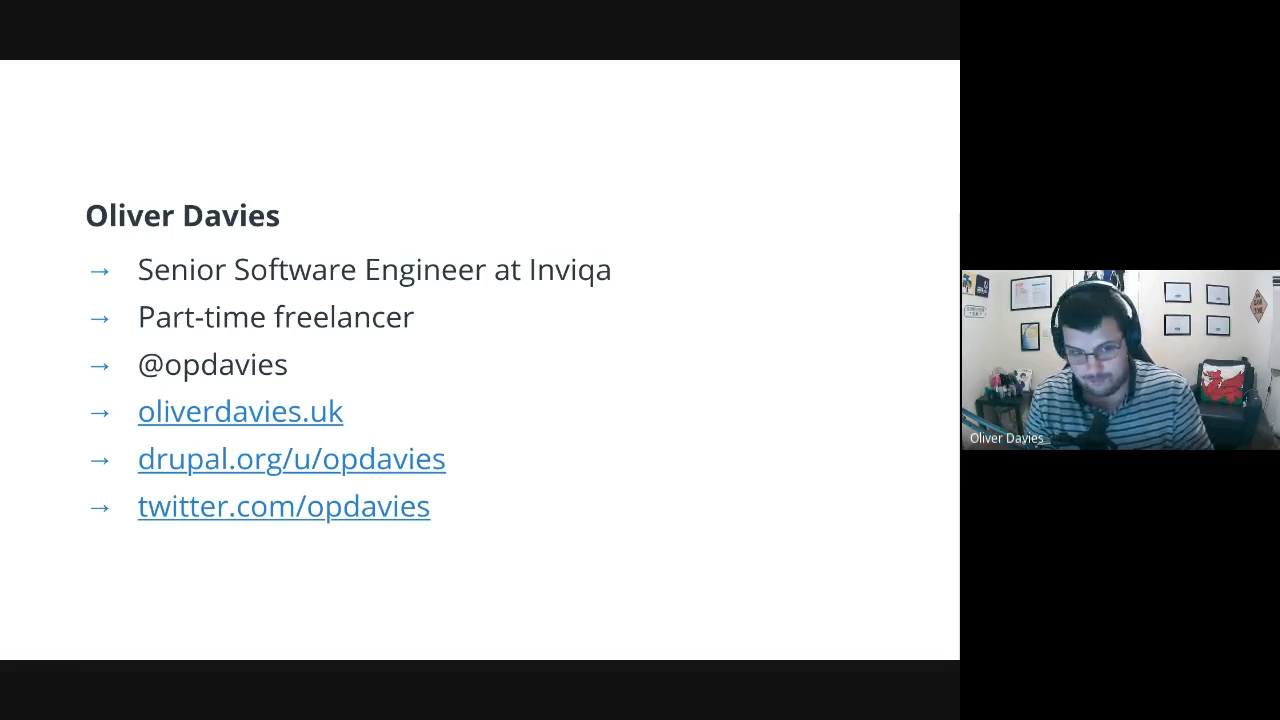 Oliver Davies
→ Senior Software Engineer at Inviqa
→ Part-time freelancer
→ @opdavies
→ oliverdavies.uk
→ drupal.org/u/opdavies
→ twitter.com/opdavies
Oliver Davies